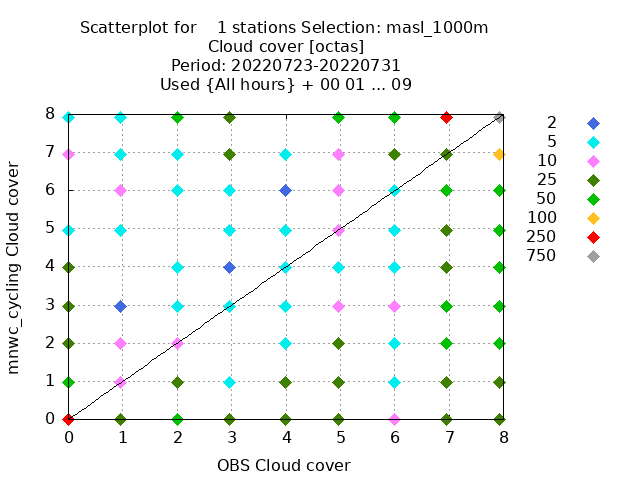 Scatterplot for 1 stations Selection: masl_1000m
Cloud cover [octas]
Period: 20220723-20220731
Used {All hours} + 00 01 ... 09
mnwc_cycling Cloud cover
8
7
6
5
4
3
2
1
0
0 1 2 3 4 5 6 7 8
OBS Cloud cover
2
5
10
25
50
100
250
750